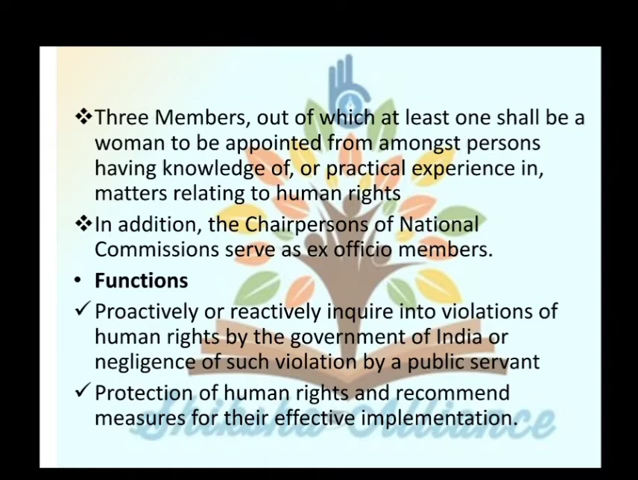 ❖Three Members, out of which at least one shall be a
woman to be appointed from amongst persons
having knowledge of, or practical experience in,
matters relating to human rights
❖In addition, the Chairpersons of National
Commissions serve as ex officio members.
• Functions
✓Proactively or reactively inquire into violations of
human rights by the government of India or
negligence of such violation by a public servant
✓Protection of human rights and recommend
measures for their effective implementation.
Shiksha Alliance